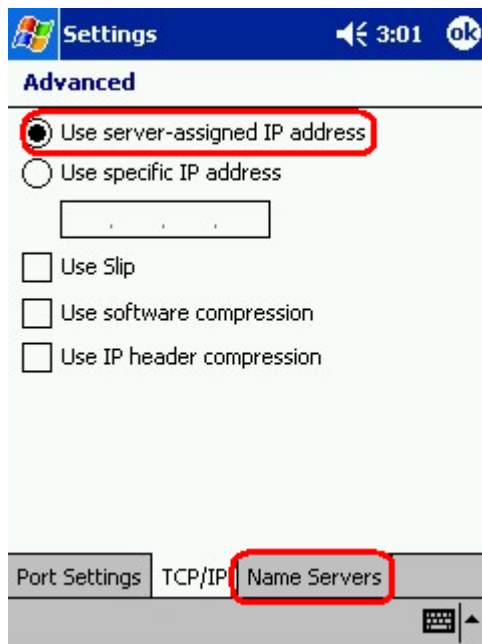 Settings 3:01 ok
Advanced
Use server-assigned IP address
Use specific IP address
. . .
Use Slip
Use software compression
Use IP header compression
Port Settings TCP/IP Name Servers